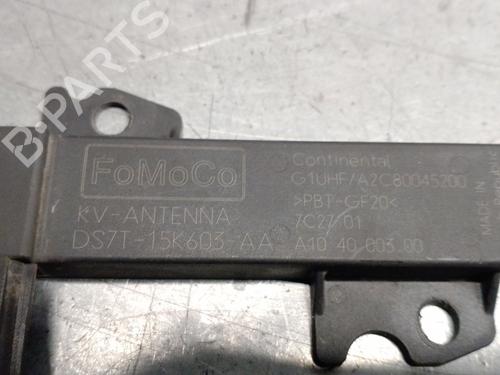 B-PARTS
FoMoCo
KV-ANTENNA
DS7T-15K603-AA
Continental
G1UHF/A2C80045200
>PBT-GF20<
7C27 01
A10 40 003 00
MADE IN